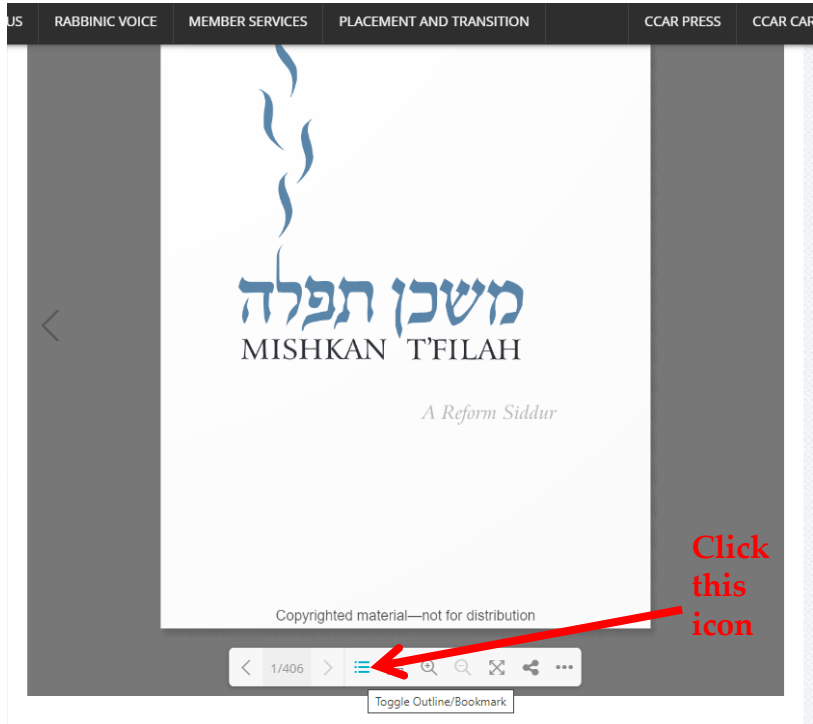 US RABBINIC VOICE MEMBER SERVICES PLACEMENT AND TRANSITION CCAR PRESS CCAR CAR
משכן תפלה
MISHKAN T'FILAH
A Reform Siddur
Click
this
icon
Copyrighted material—not for distribution
1/406
Toggle Outline/Bookmark